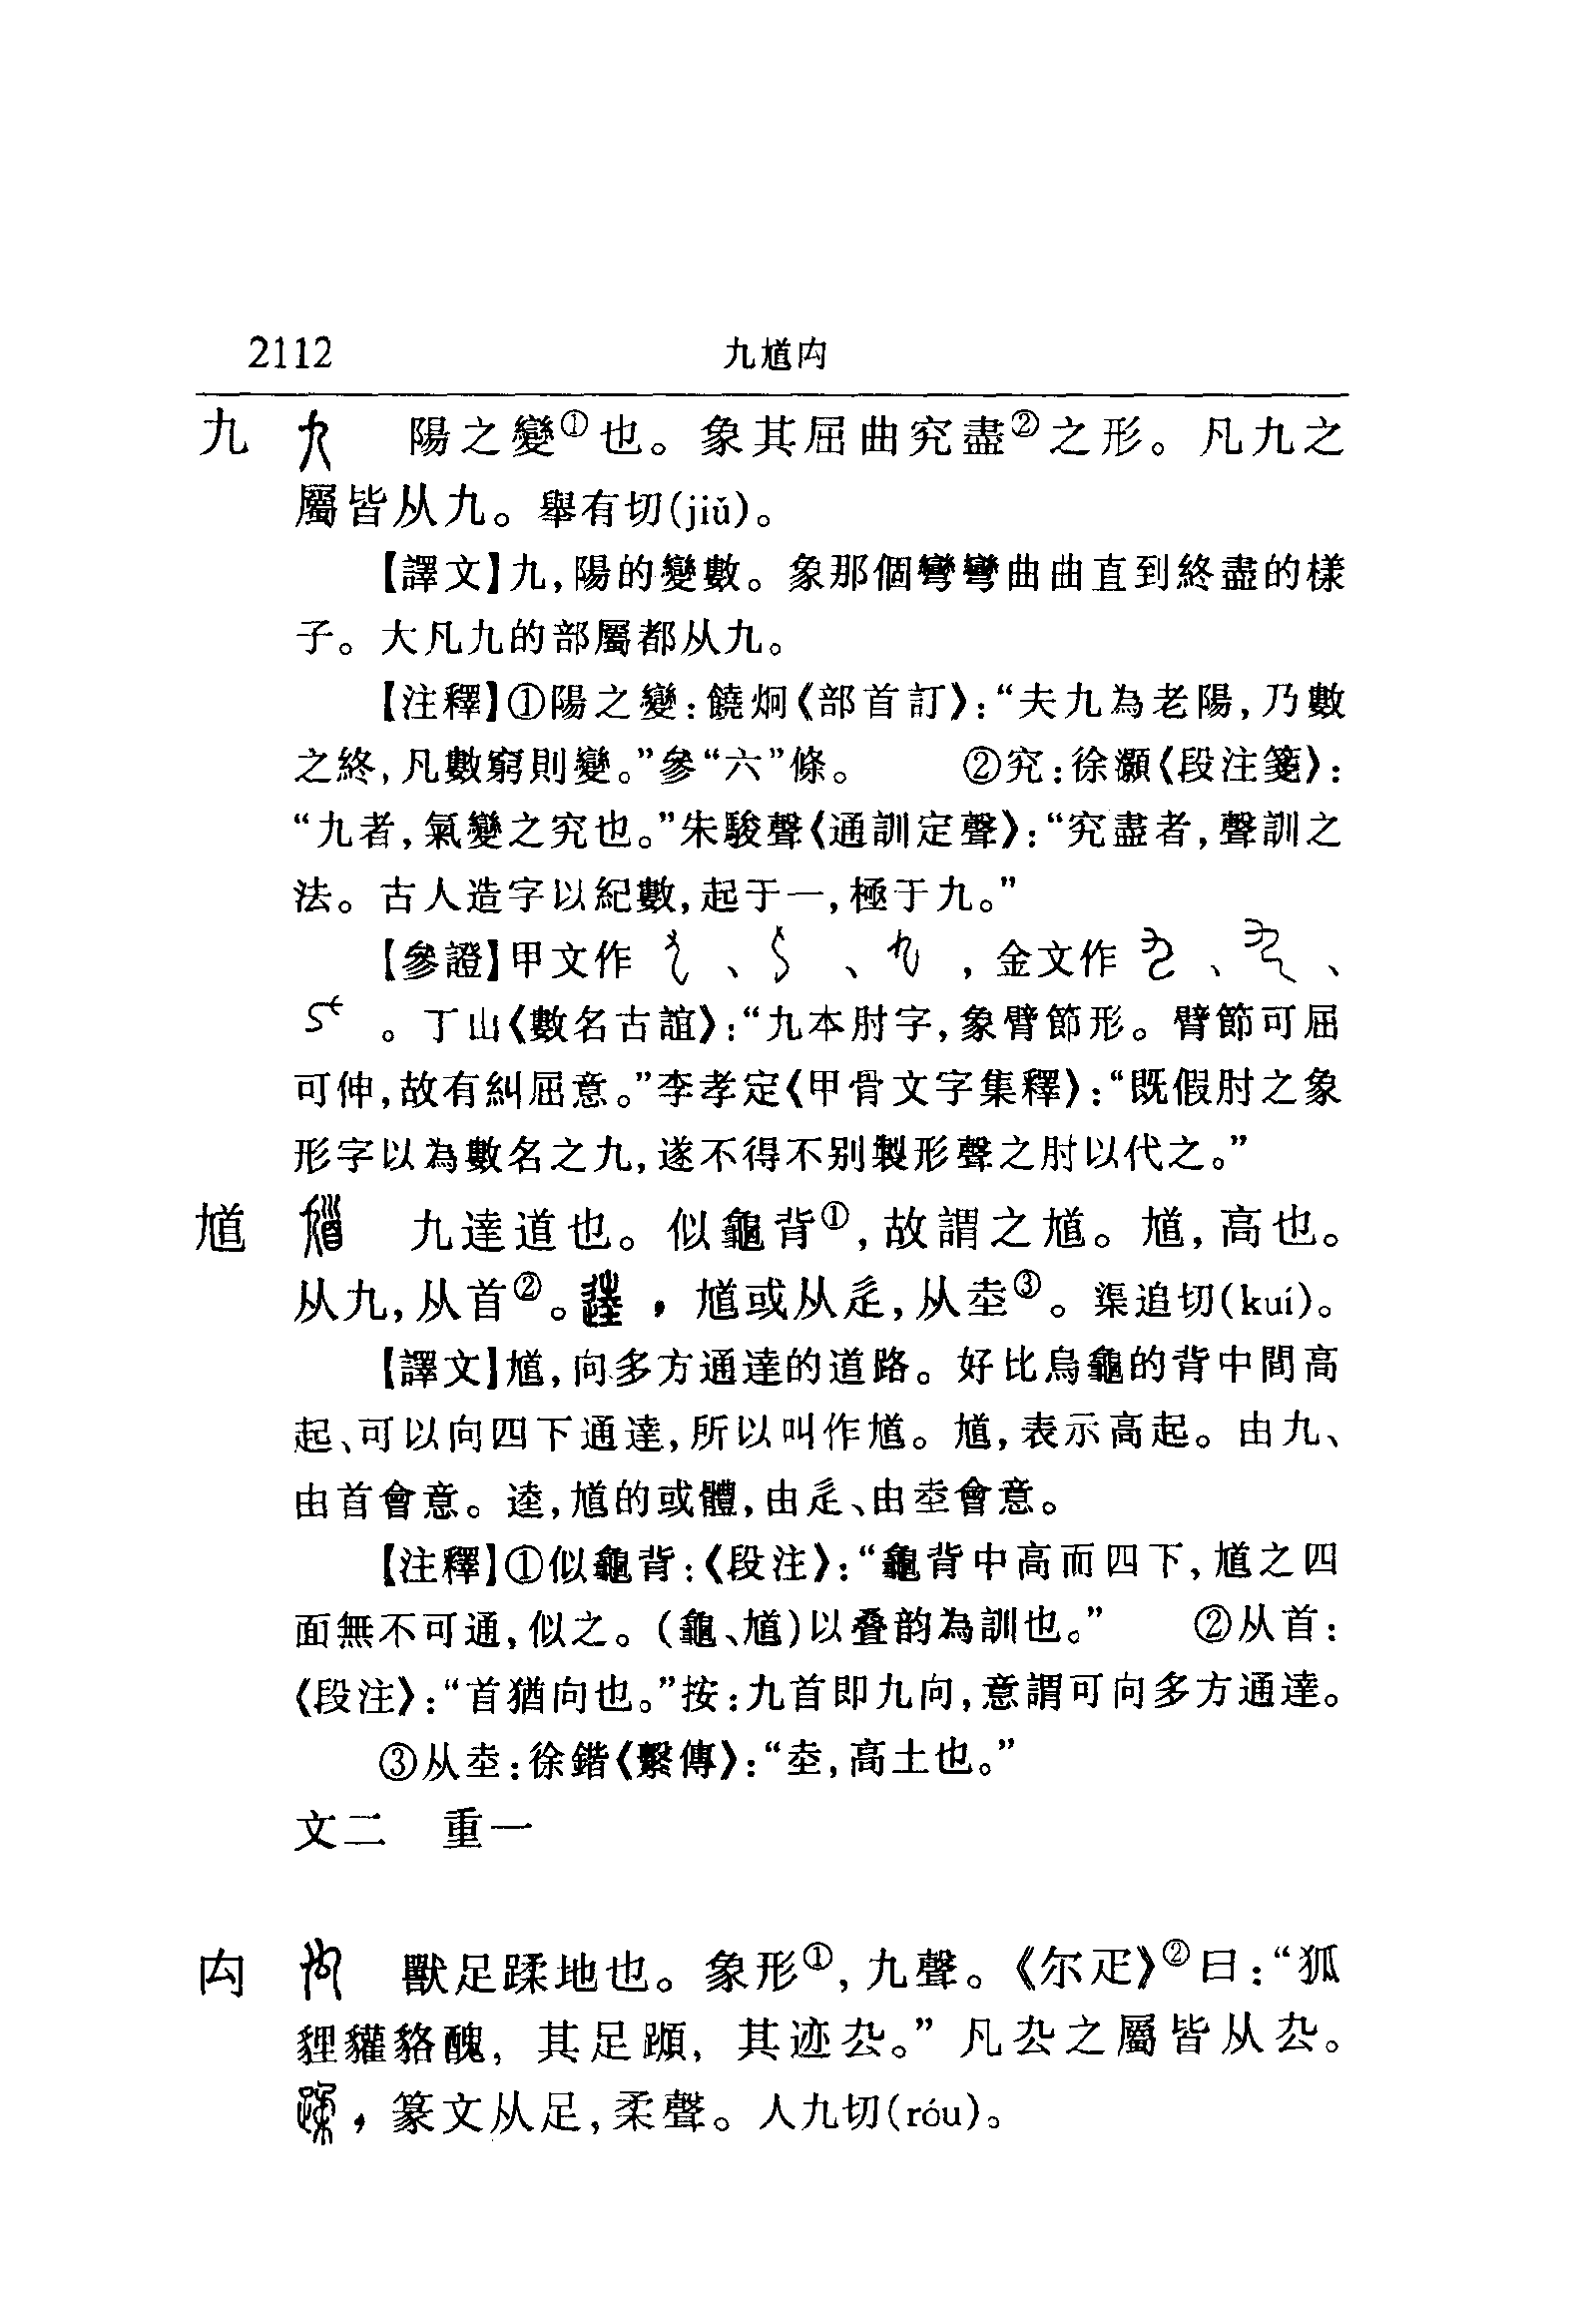 2112 九馗禸
九 陽之變①也。象其屈曲究盡②之形。凡九之
屬皆从九。舉有切(jiǔ)。
【譯文】九,陽的變數。象那個彎彎曲曲直到終盡的樣
子。大凡九的部屬都从九。
【注釋】①陽之變:饒炯《部首訂》:“夫九為老陽,乃數
之終,凡數窮則變。”參“六”條。 ②究:徐灝《段注箋》:
“九者,氣變之究也。”朱駿聲《通訓定聲》:“究盡者,聲訓之
法。古人造字以紀數,起于一,極于九。”
【參證】甲文作 、 、 ,金文作 、 、
。丁山《數名古誼》:“九本肘字,象臂節形。臂節可屈
可伸,故有糾屈意。”李孝定《甲骨文字集釋》:“既假肘之象
形字以為數名之九,遂不得不别製形聲之肘以代之。”
馗 九達道也。似龜背①,故謂之馗。馗,高也。
从九,从首②。 ,馗或从辵,从坴③。渠追切(kuí)。
【譯文】馗,向多方通達的道路。好比烏龜的背中間高
起、可以向四下通達,所以叫作馗。馗,表示高起。由九、
由首會意。逵,馗的或體,由辵、由坴會意。
【注釋】①似龜背:《段注》:“龜背中高而四下,馗之四
面無不可通,似之。(龜、馗)以叠韵為訓也。” ②从首:
《段注》:“首猶向也。”按:九首即九向,意謂可向多方通達。
③从坴:徐鍇《繫傳》:“坴,高土也。”
文二 重一
禸 獸足蹂地也。象形①,九聲。《尔疋》②曰:“狐
貍貛貉醜,其足蹞,其迹厹。”凡厹之屬皆从厹。
,篆文从足,柔聲。人九切(róu)。